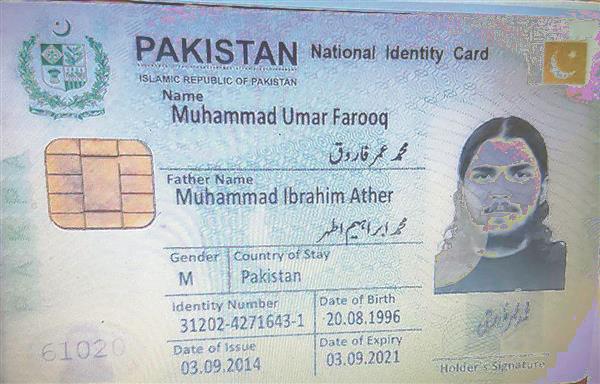 PAKISTAN National Identity Card
ISLAMIC REPUBLIC OF PAKISTAN
Name
Muhammad Umar Farooq
محمد عمر فاروق
Father Name
Muhammad Ibrahim Ather
محمد ابراہیم اطہر
Gender Country of Stay
M Pakistan
Identity Number Date of Birth
31202-4271643-1 20.08.1996
Date of Issue Date of Expiry
03.09.2014 03.09.2021
61020
Holder's Signature